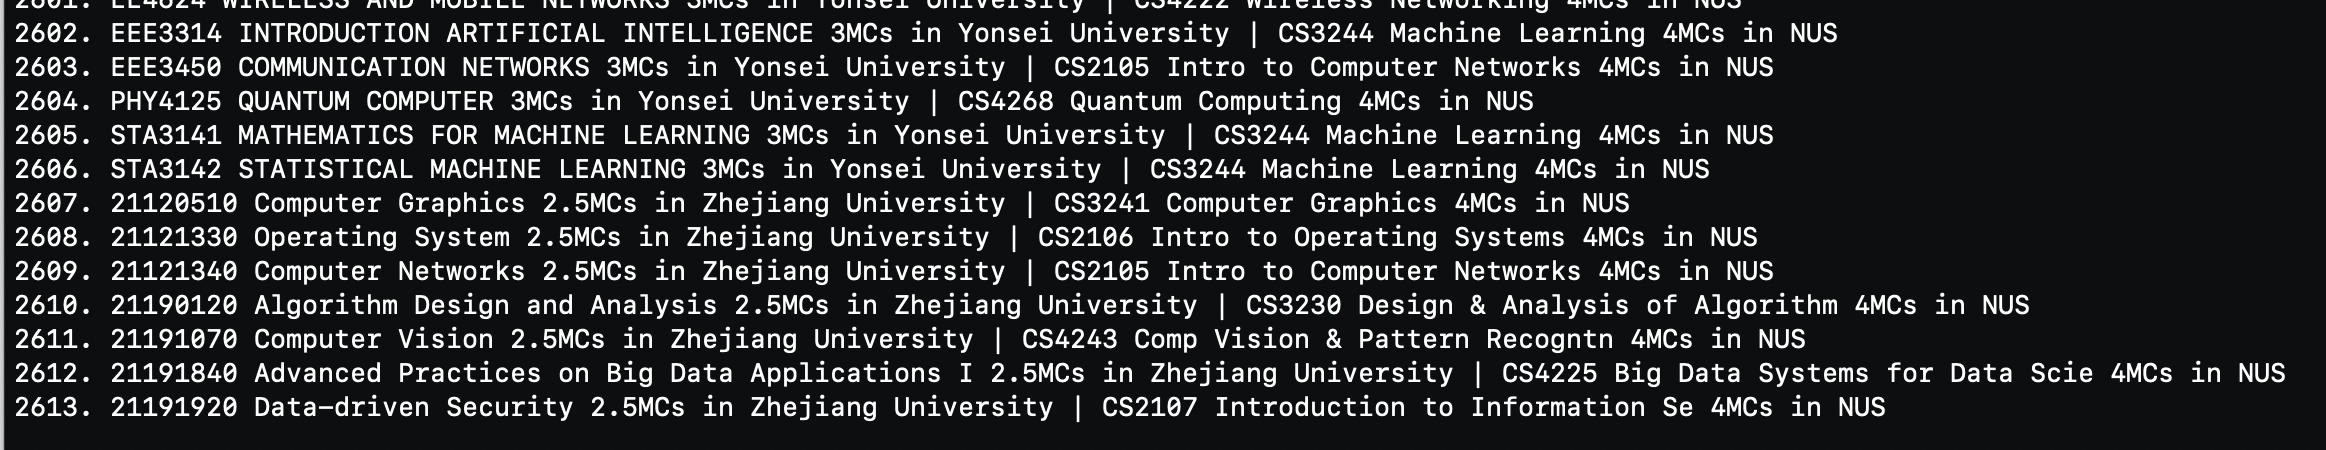 2601. EE4624 WIRELESS AND MOBILE NETWORKS 3MCs in Yonsei University | CS4222 Wireless Networking 4MCs in NUS
2602. EEE3314 INTRODUCTION ARTIFICIAL INTELLIGENCE 3MCs in Yonsei University | CS3244 Machine Learning 4MCs in NUS
2603. EEE3450 COMMUNICATION NETWORKS 3MCs in Yonsei University | CS2105 Intro to Computer Networks 4MCs in NUS
2604. PHY4125 QUANTUM COMPUTER 3MCs in Yonsei University | CS4268 Quantum Computing 4MCs in NUS
2605. STA3141 MATHEMATICS FOR MACHINE LEARNING 3MCs in Yonsei University | CS3244 Machine Learning 4MCs in NUS
2606. STA3142 STATISTICAL MACHINE LEARNING 3MCs in Yonsei University | CS3244 Machine Learning 4MCs in NUS
2607. 21120510 Computer Graphics 2.5MCs in Zhejiang University | CS3241 Computer Graphics 4MCs in NUS
2608. 21121330 Operating System 2.5MCs in Zhejiang University | CS2106 Intro to Operating Systems 4MCs in NUS
2609. 21121340 Computer Networks 2.5MCs in Zhejiang University | CS2105 Intro to Computer Networks 4MCs in NUS
2610. 21190120 Algorithm Design and Analysis 2.5MCs in Zhejiang University | CS3230 Design & Analysis of Algorithm 4MCs in NUS
2611. 21191070 Computer Vision 2.5MCs in Zhejiang University | CS4243 Comp Vision & Pattern Recogntn 4MCs in NUS
2612. 21191840 Advanced Practices on Big Data Applications I 2.5MCs in Zhejiang University | CS4225 Big Data Systems for Data Scie 4MCs in NUS
2613. 21191920 Data-driven Security 2.5MCs in Zhejiang University | CS2107 Introduction to Information Se 4MCs in NUS